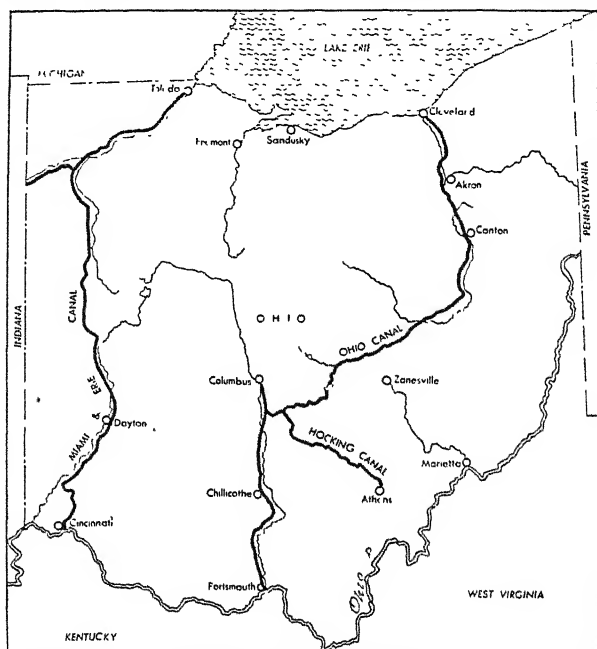 LAKE ERIE
MICHIGAN
Toledo
Cleveland
Fremont
Sandusky
Akron
PENNSYLVANIA
Canton
INDIANA
CANAL
OHIO
OHIO CANAL
Columbus
Zanesville
MIAMI & ERIE
Dayton
HOCKING CANAL
Marietta
Chillicothe
Athens
Cincinnati
Ohio R
Portsmouth
WEST VIRGINIA
KENTUCKY